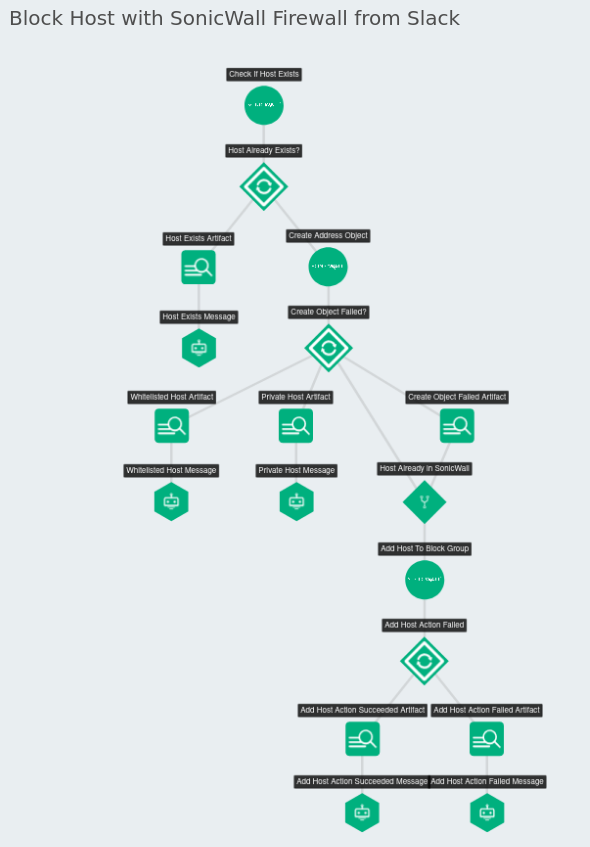 Block Host with SonicWall Firewall from Slack
Check If Host Exists
Host Already Exists?
Host Exists Artifact
Create Address Object
Host Exists Message
Create Object Failed?
Whitelisted Host Artifact
Private Host Artifact
Create Object Failed Artifact
Whitelisted Host Message
Private Host Message
Host Already in SonicWall
Add Host To Block Group
Add Host Action Failed
Add Host Action Succeeded Artifact
Add Host Action Failed Artifact
Add Host Action Succeeded Message
Add Host Action Failed Message